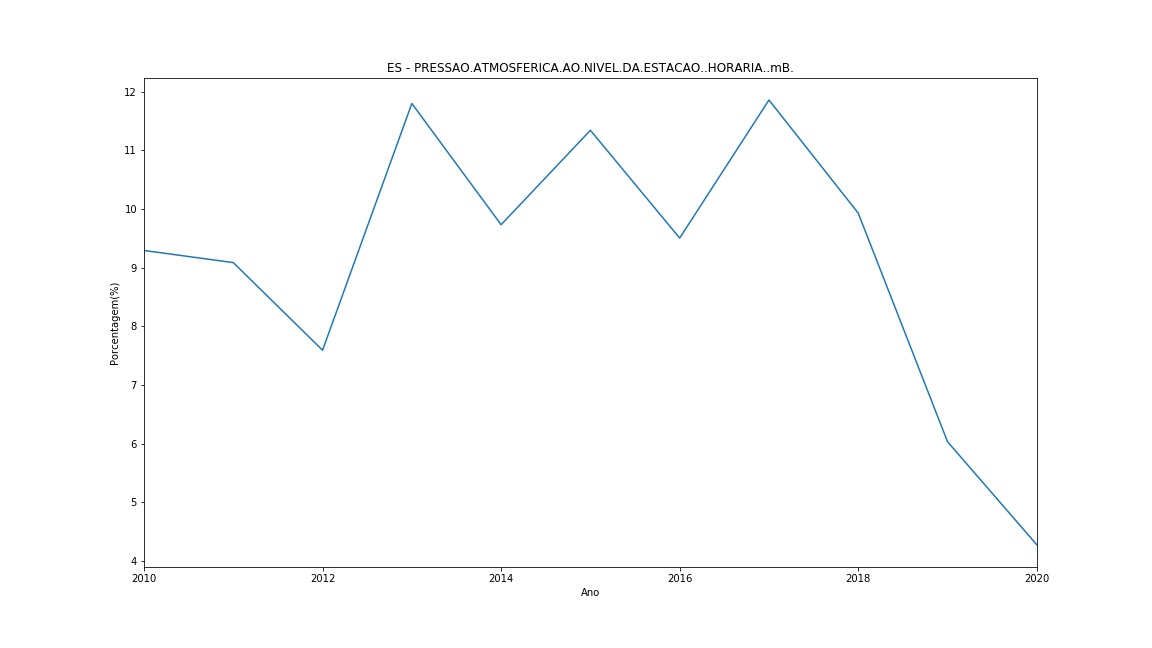 ES - PRESSAO.ATMOSFERICA.AO.NIVEL.DA.ESTACAO..HORARIA..mB.
12
11
10
9
8
7
6
5
4
Porcentagem(%)
2010 2012 2014 2016 2018 2020
Ano